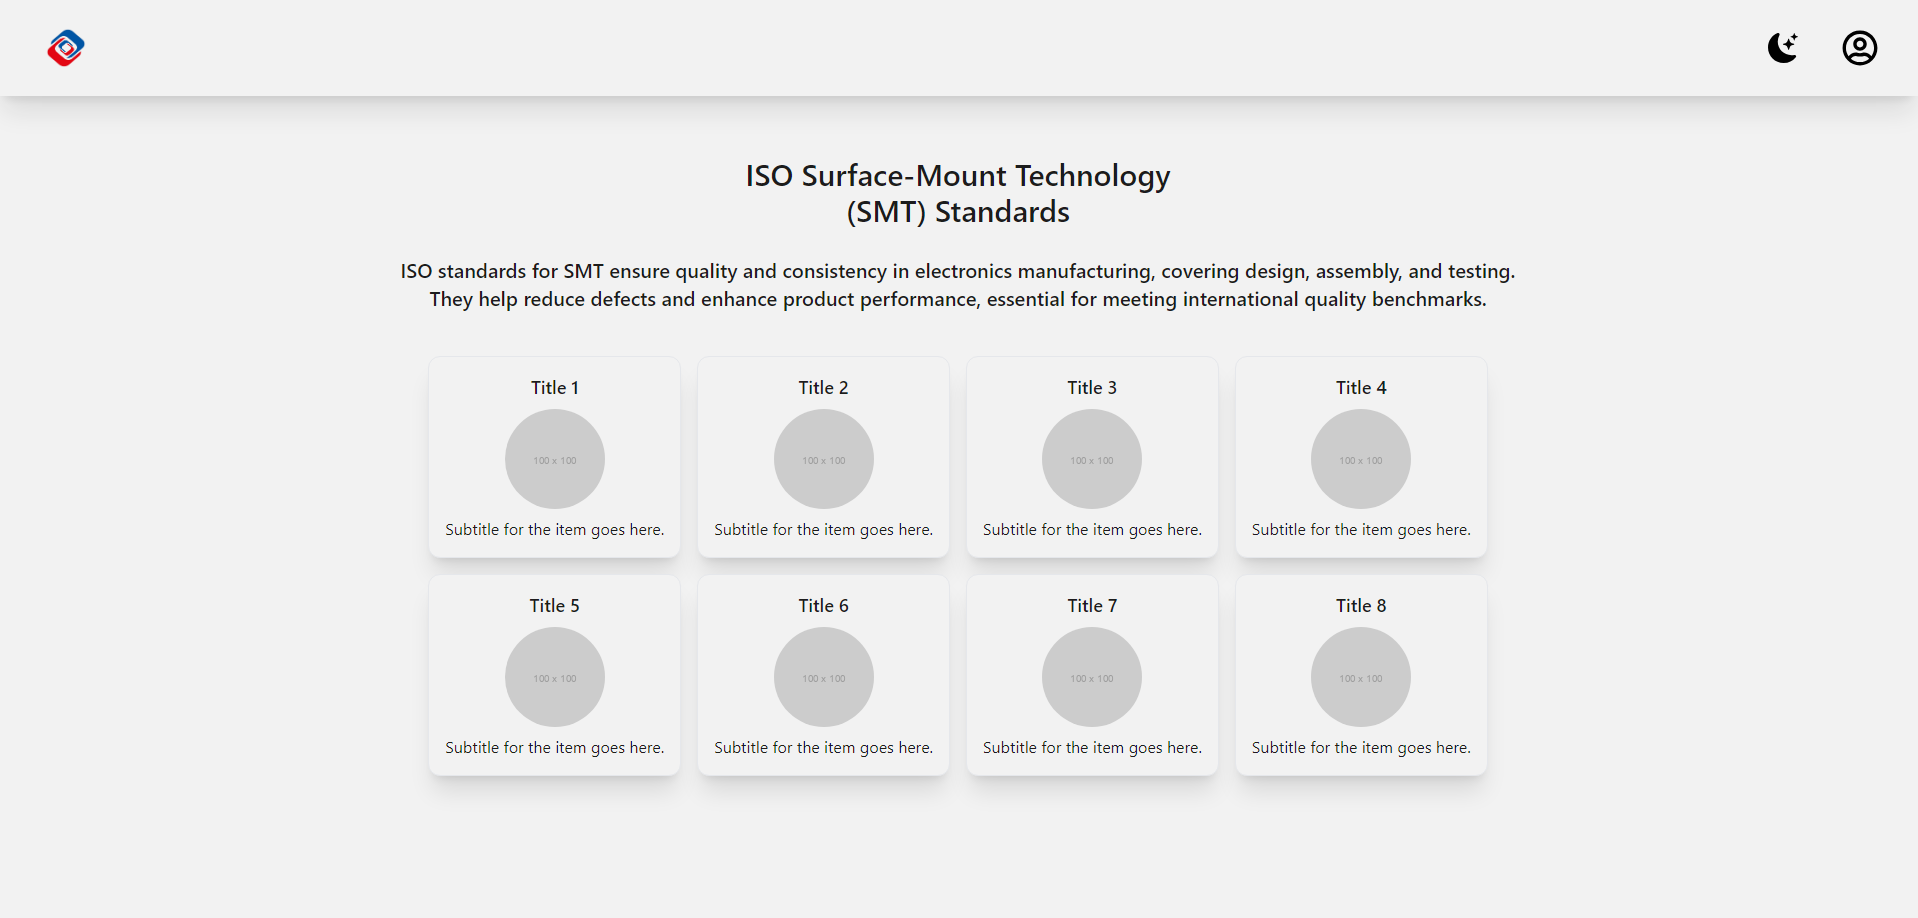 ISO Surface-Mount Technology
(SMT) Standards
ISO standards for SMT ensure quality and consistency in electronics manufacturing, covering design, assembly, and testing.
They help reduce defects and enhance product performance, essential for meeting international quality benchmarks.
Title 1
100 x 100
Subtitle for the item goes here.
Title 2
100 x 100
Subtitle for the item goes here.
Title 3
100 x 100
Subtitle for the item goes here.
Title 4
100 x 100
Subtitle for the item goes here.
Title 5
100 x 100
Subtitle for the item goes here.
Title 6
100 x 100
Subtitle for the item goes here.
Title 7
100 x 100
Subtitle for the item goes here.
Title 8
100 x 100
Subtitle for the item goes here.